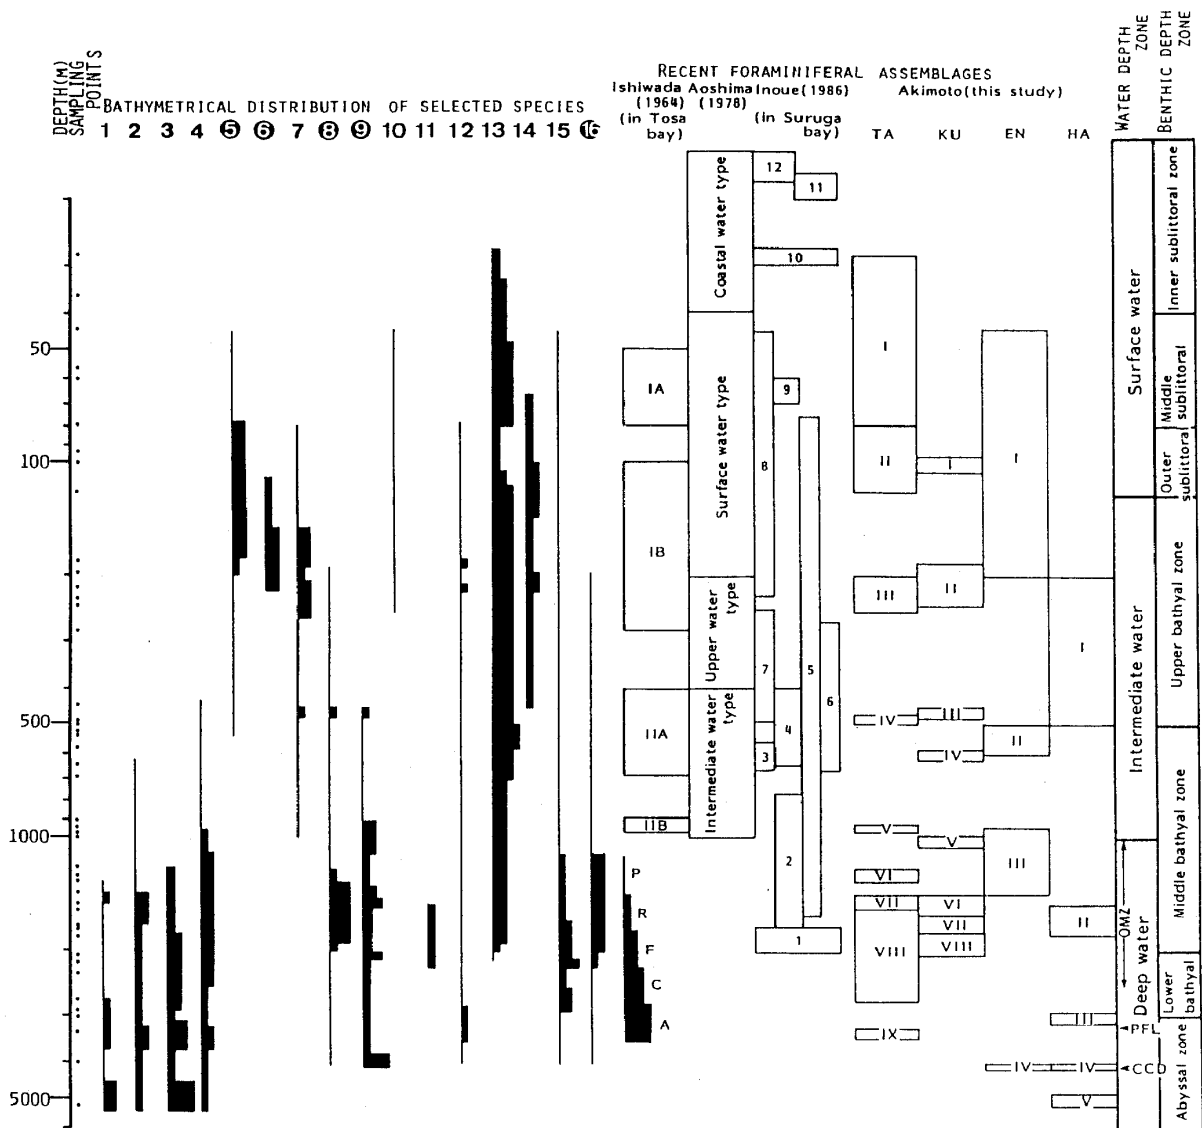 DEPTH(M)
SAMPLING
POINTS
BATHYMETRICAL DISTRIBUTION OF SELECTED SPECIES
1 2 3 4 5 6 7 8 9 10 11 12 13 14 15 16
50
100
500
1000
5000
P
R
F
C
A
RECENT FORAMINIFERAL ASSEMBLAGES
Ishiwada Aoshima Inoue(1986) Akimoto(this study)
(1964) (1978)
(in Tosa bay)
(in Suruga bay)
TA KU EN HA
WATER DEPTH ZONE
BENTHIC DEPTH ZONE
IA
IB
IIA
IIB
Coastal water type
Surface water type
Upper water type
Intermediate water type
12
11
10
9
8
7
6
5
4
3
2
1
I
II
III
IV
V
VI
VII
VIII
IX
I
II
III
IV
V
VI
VII
VIII
I
II
III
IV
I
II
III
IV
V
Surface water
Intermediate water
Deep water
OMZ
PFL
CCD
Inner sublittoral zone
Middle sublittoral
Outer sublittoral
Upper bathyal zone
Middle bathyal zone
Lower bathyal
Abyssal zone